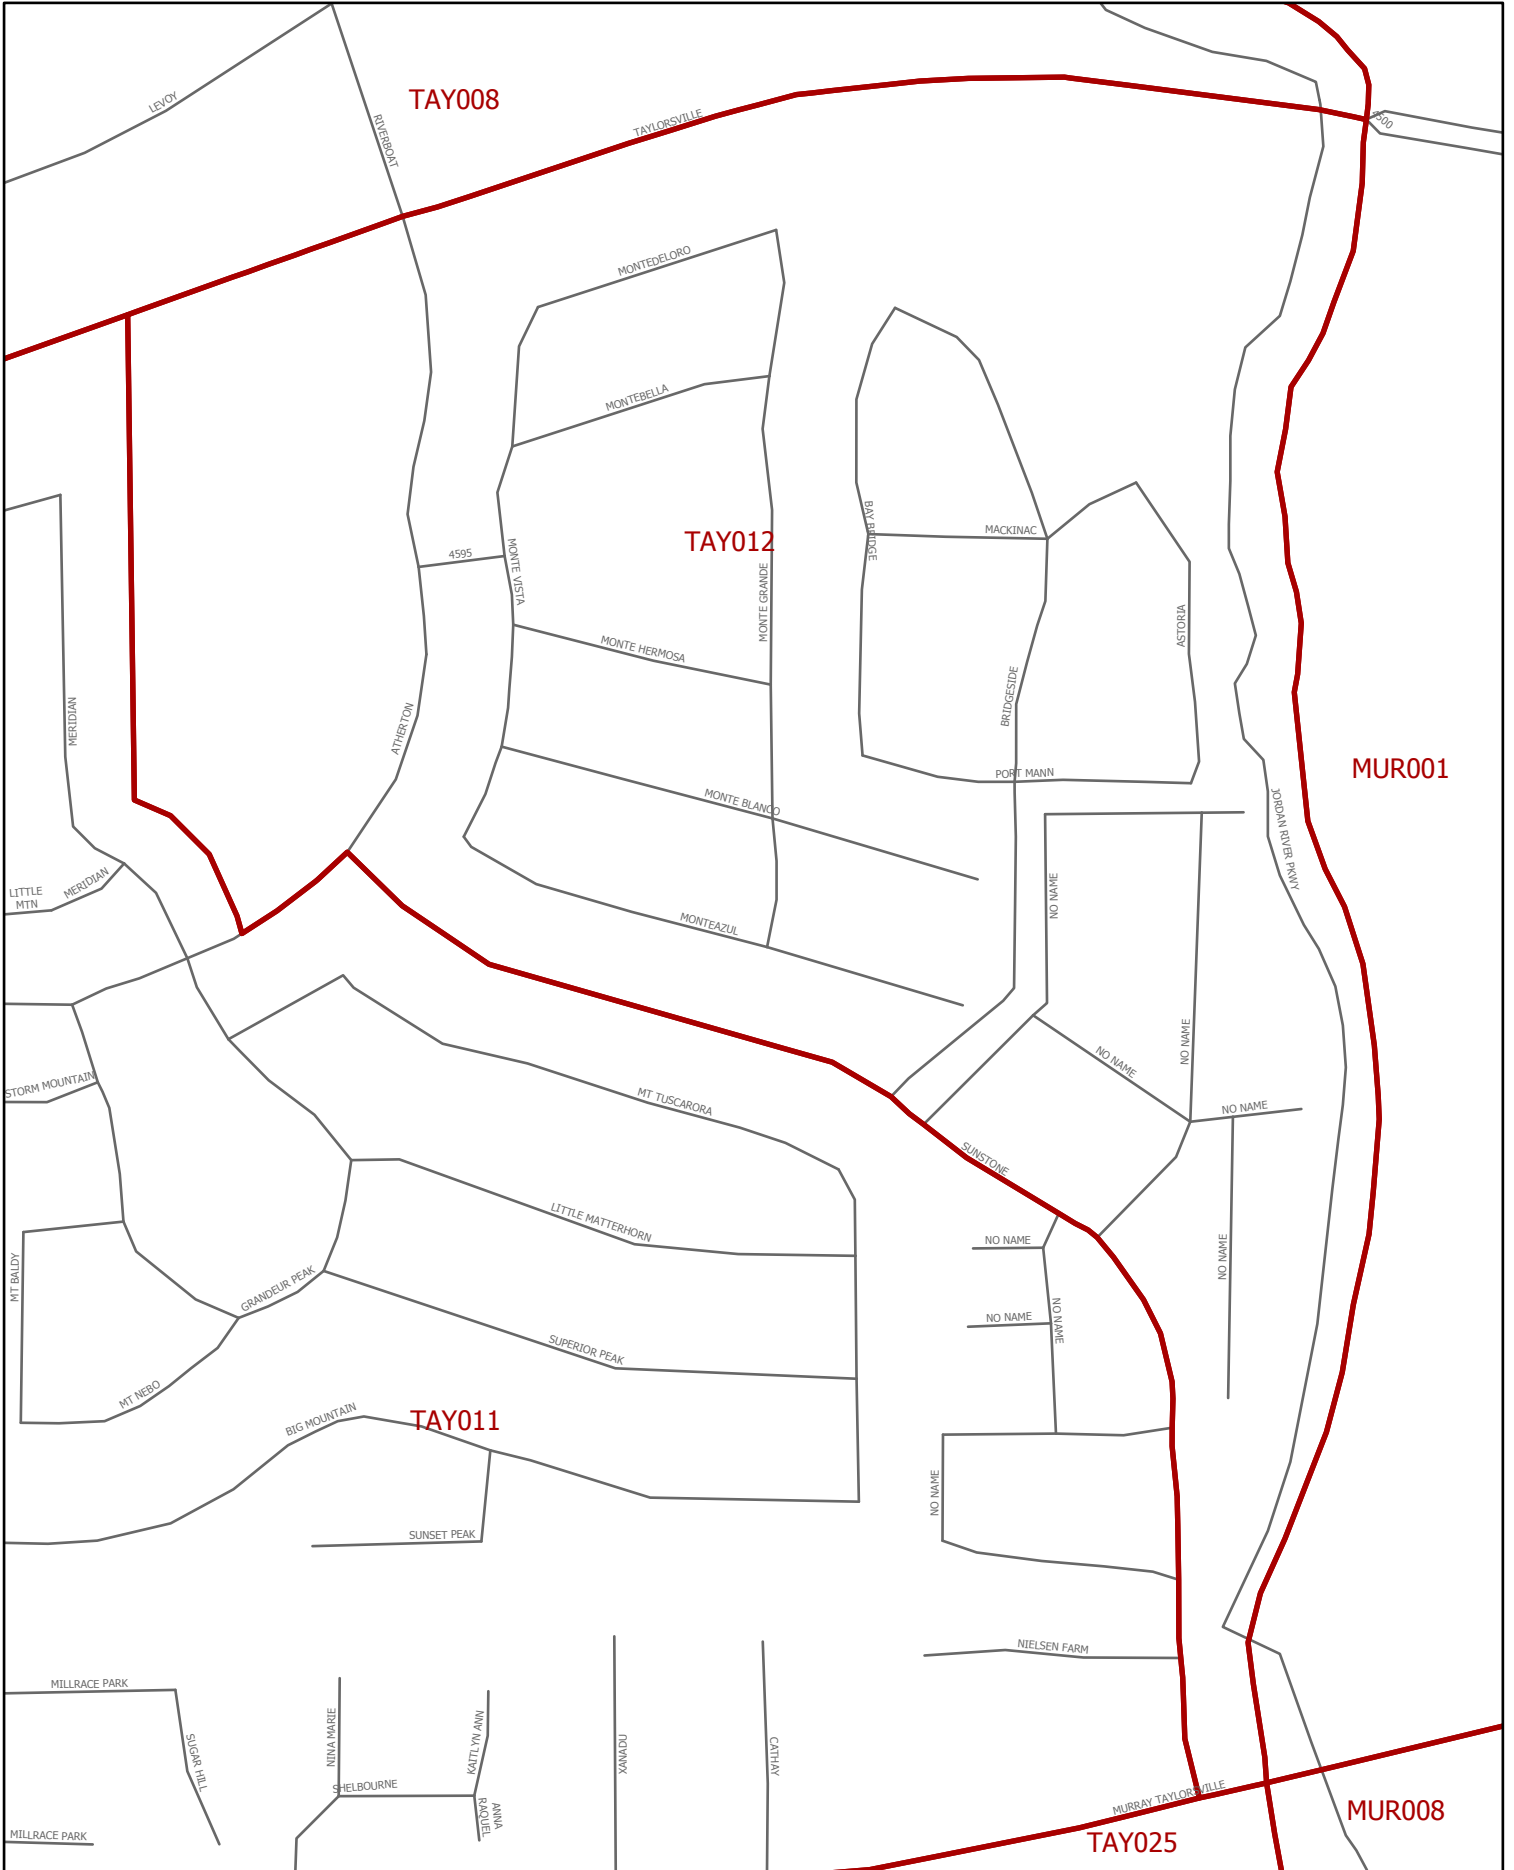 LEVOY
TAY008
RIVERBOAT
TAYLORSVILLE
4500
MONTEDELORO
MONTEBELLA
BAY BRIDGE
MACKINAC
TAY012
4595
MONTE VISTA
MONTE GRANDE
ASTORIA
MONTE HERMOSA
BRIDGESIDE
MERIDIAN
ATHERTON
MUR001
PORT MANN
MONTE BLANCO
JORDAN RIVER PKWY
LITTLE
MTN
MERIDIAN
NO NAME
MONTEAZUL
NO NAME
NO NAME
STORM MOUNTAIN
MT TUSCARORA
NO NAME
SUNSTONE
LITTLE MATTERHORN
NO NAME
NO NAME
MT BALDY
GRANDEUR PEAK
NO NAME
NO NAME
SUPERIOR PEAK
MT NEBO
BIG MOUNTAIN
TAY011
NO NAME
SUNSET PEAK
NIELSEN FARM
MILLRACE PARK
SUGAR HILL
NINA MARIE
KAITLYN ANN
XANADU
CATHAY
SHELBOURNE
ANNA
RAQUEL
MURRAY TAYLORSVILLE
MUR008
MILLRACE PARK
TAY025